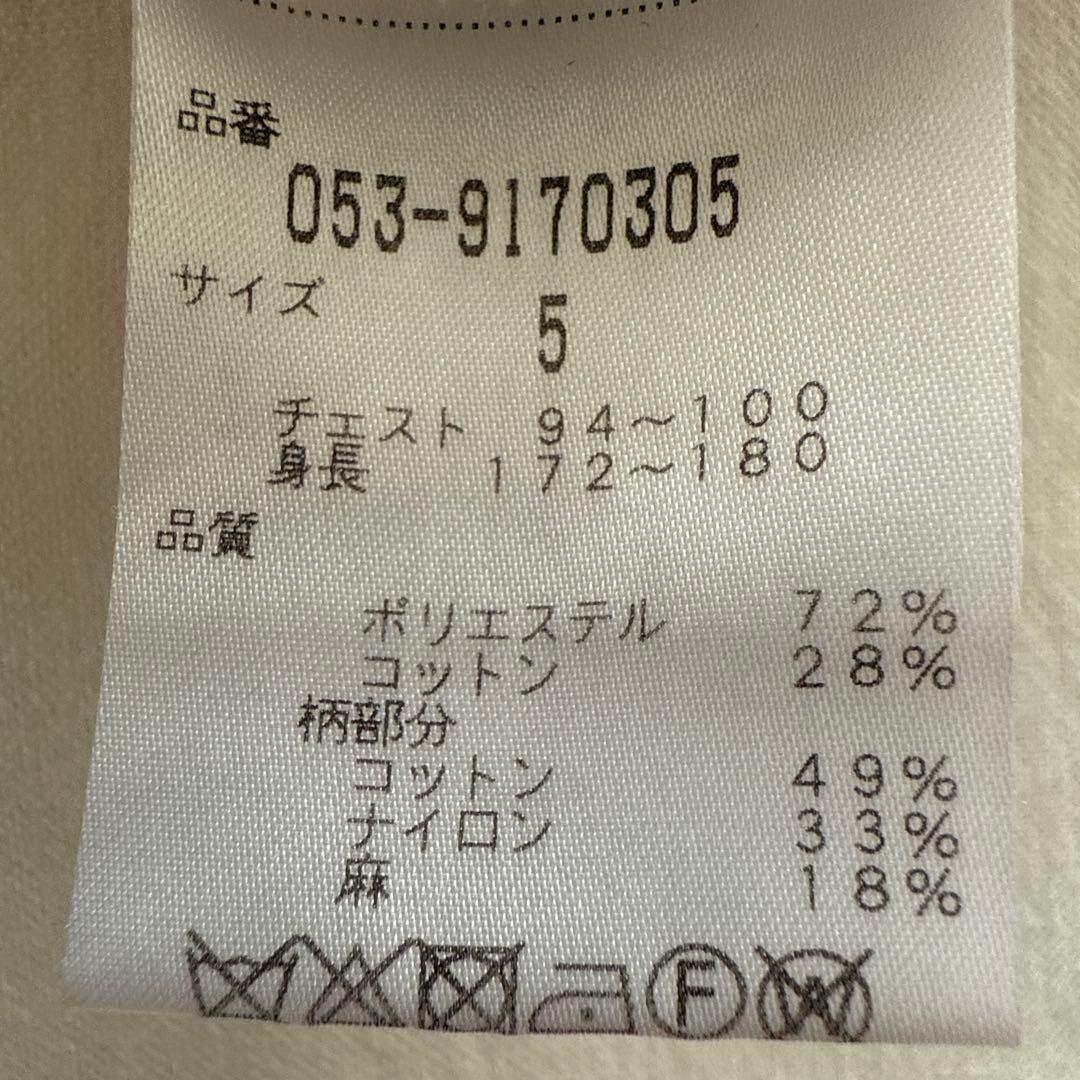 品番
053-9170305
サイズ
5
チェスト 94～100
身長 172～180
品質
ポリエステル 72%
コットン 28%
柄部分
コットン 49%
ナイロン 33%
麻 18%
F W